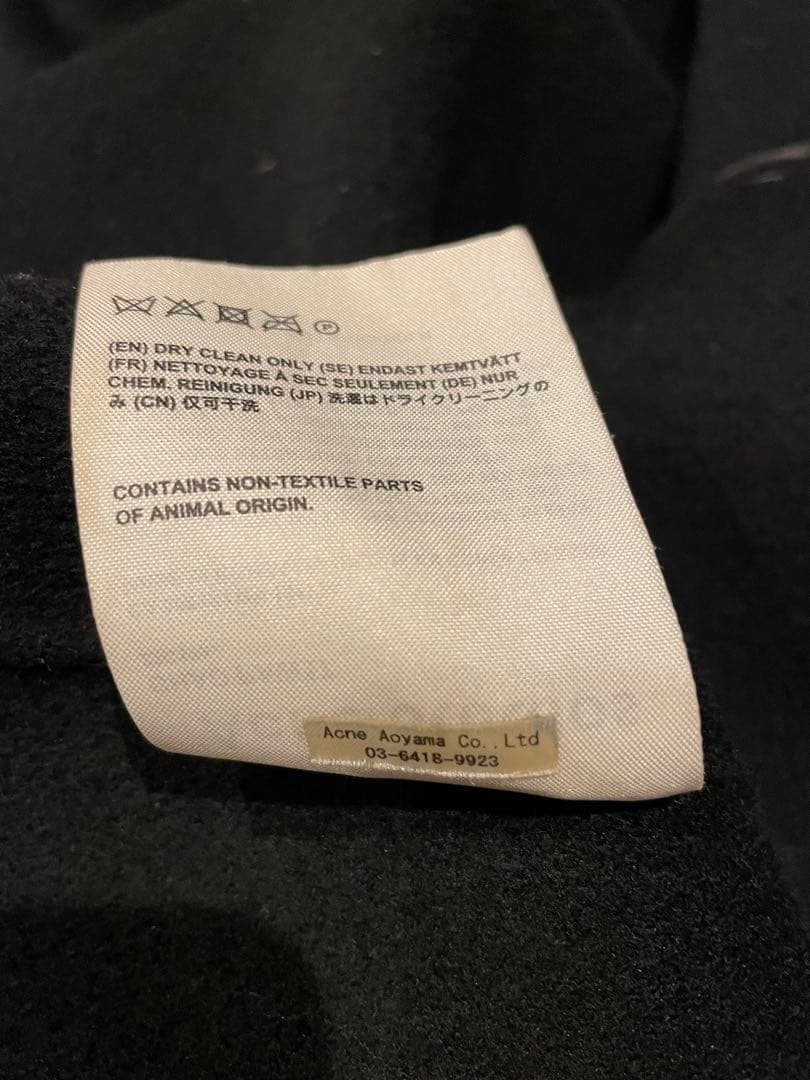 P
(EN) DRY CLEAN ONLY (SE) ENDAST KEMTVÄTT
(FR) NETTOYAGE À SEC SEULEMENT (DE) NUR
CHEM. REINIGUNG (JP) 洗濯はドライクリーニングの
み (CN) 仅可干洗
CONTAINS NON-TEXTILE PARTS
OF ANIMAL ORIGIN.
Acne Aoyama Co.,Ltd
03-6418-9923